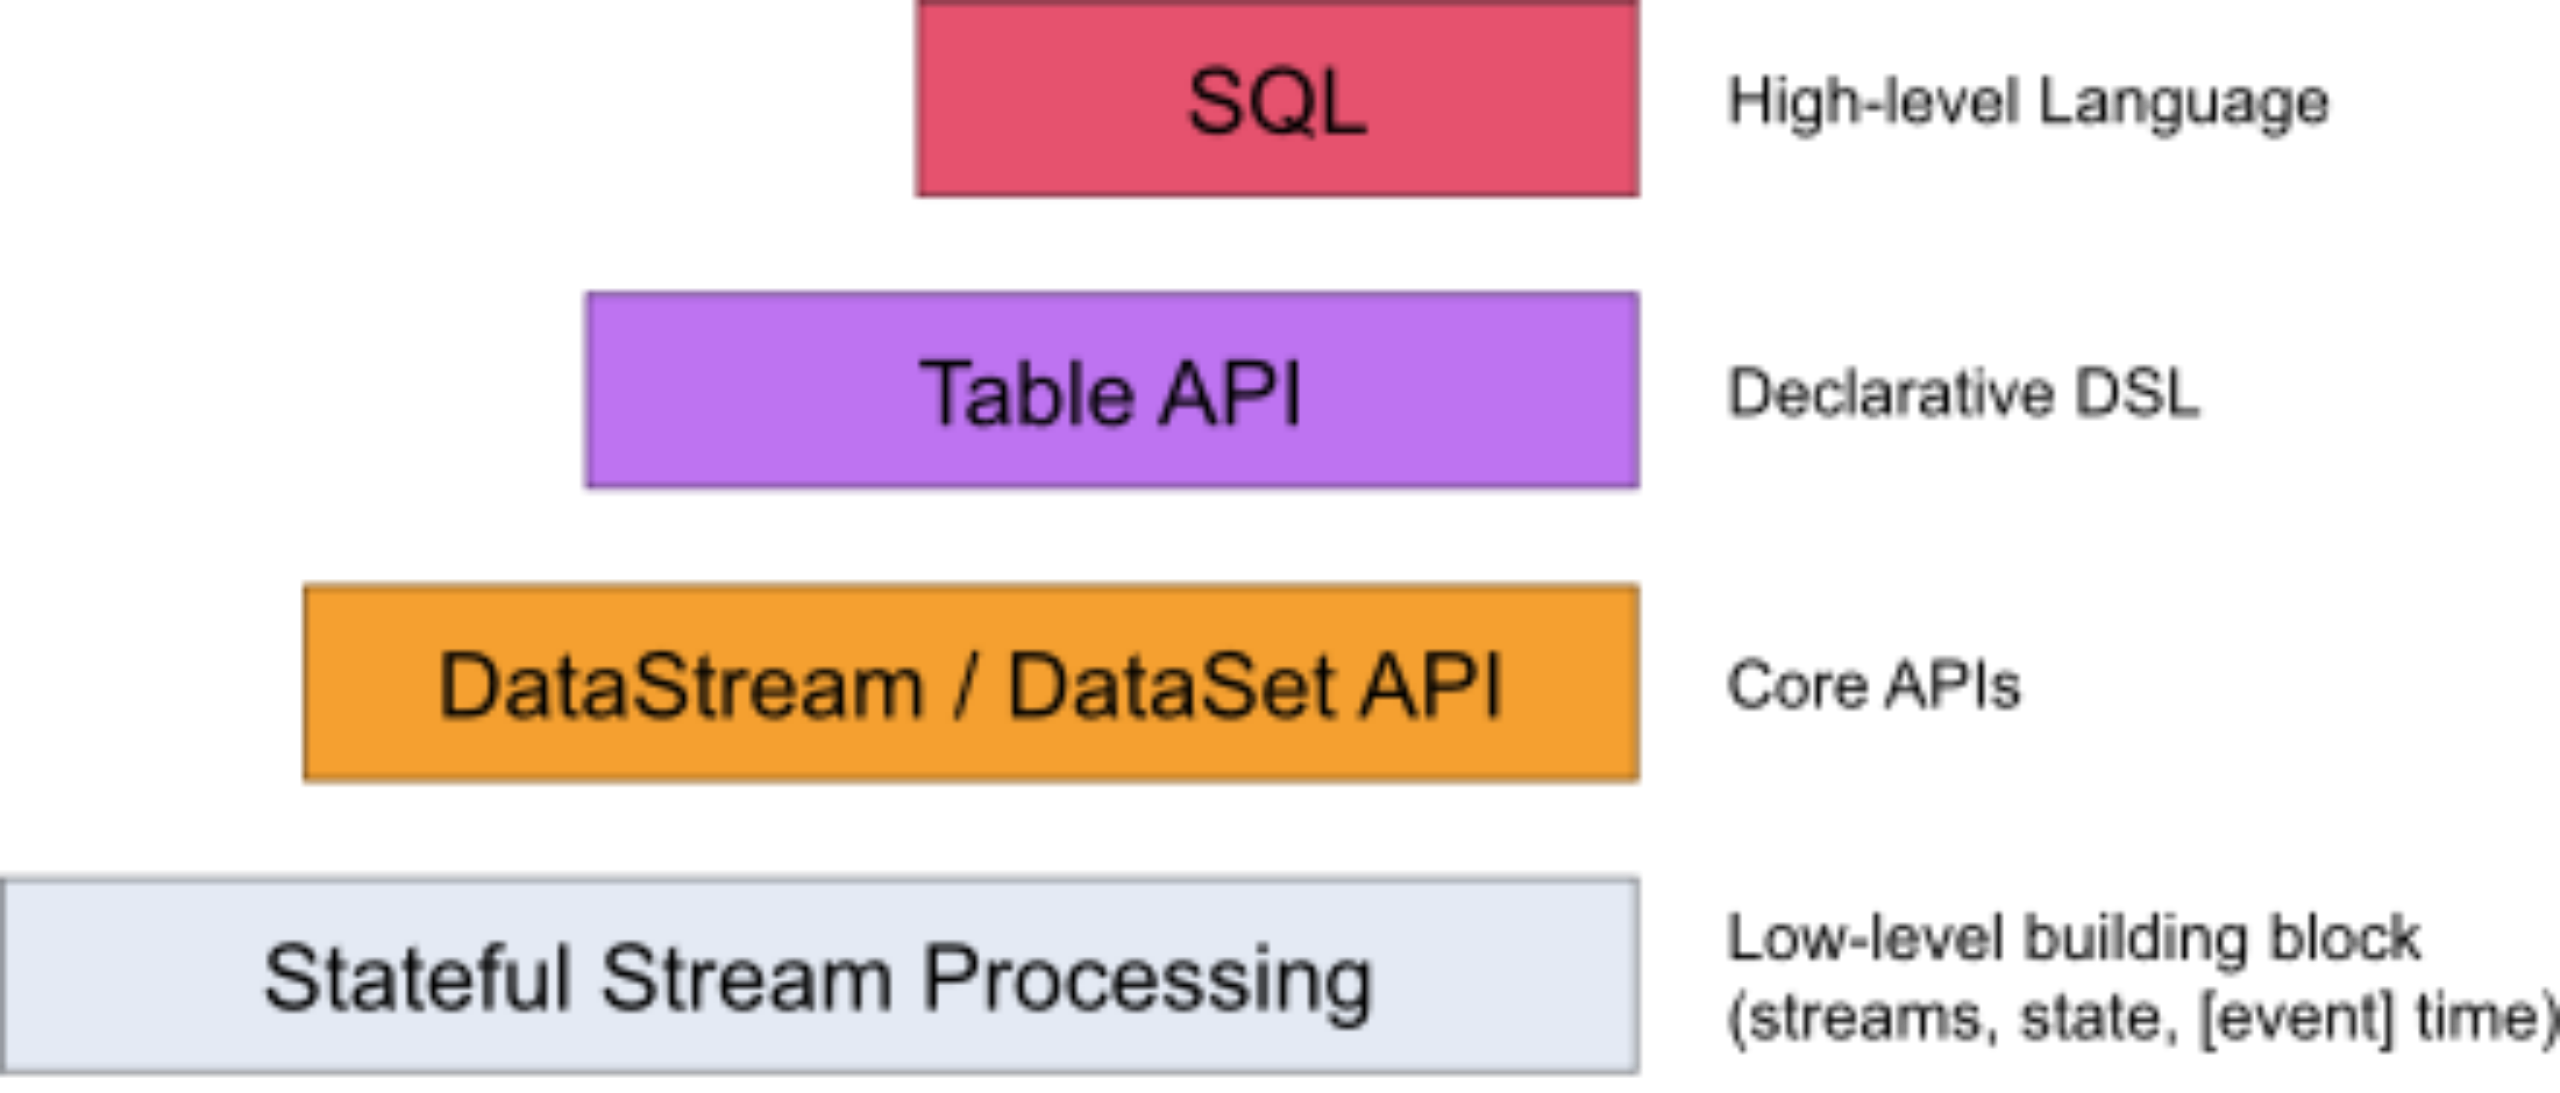 SQL
High-level Language
Table API
Declarative DSL
DataStream / DataSet API
Core APIs
Stateful Stream Processing
Low-level building block
(streams, state, [event] time)